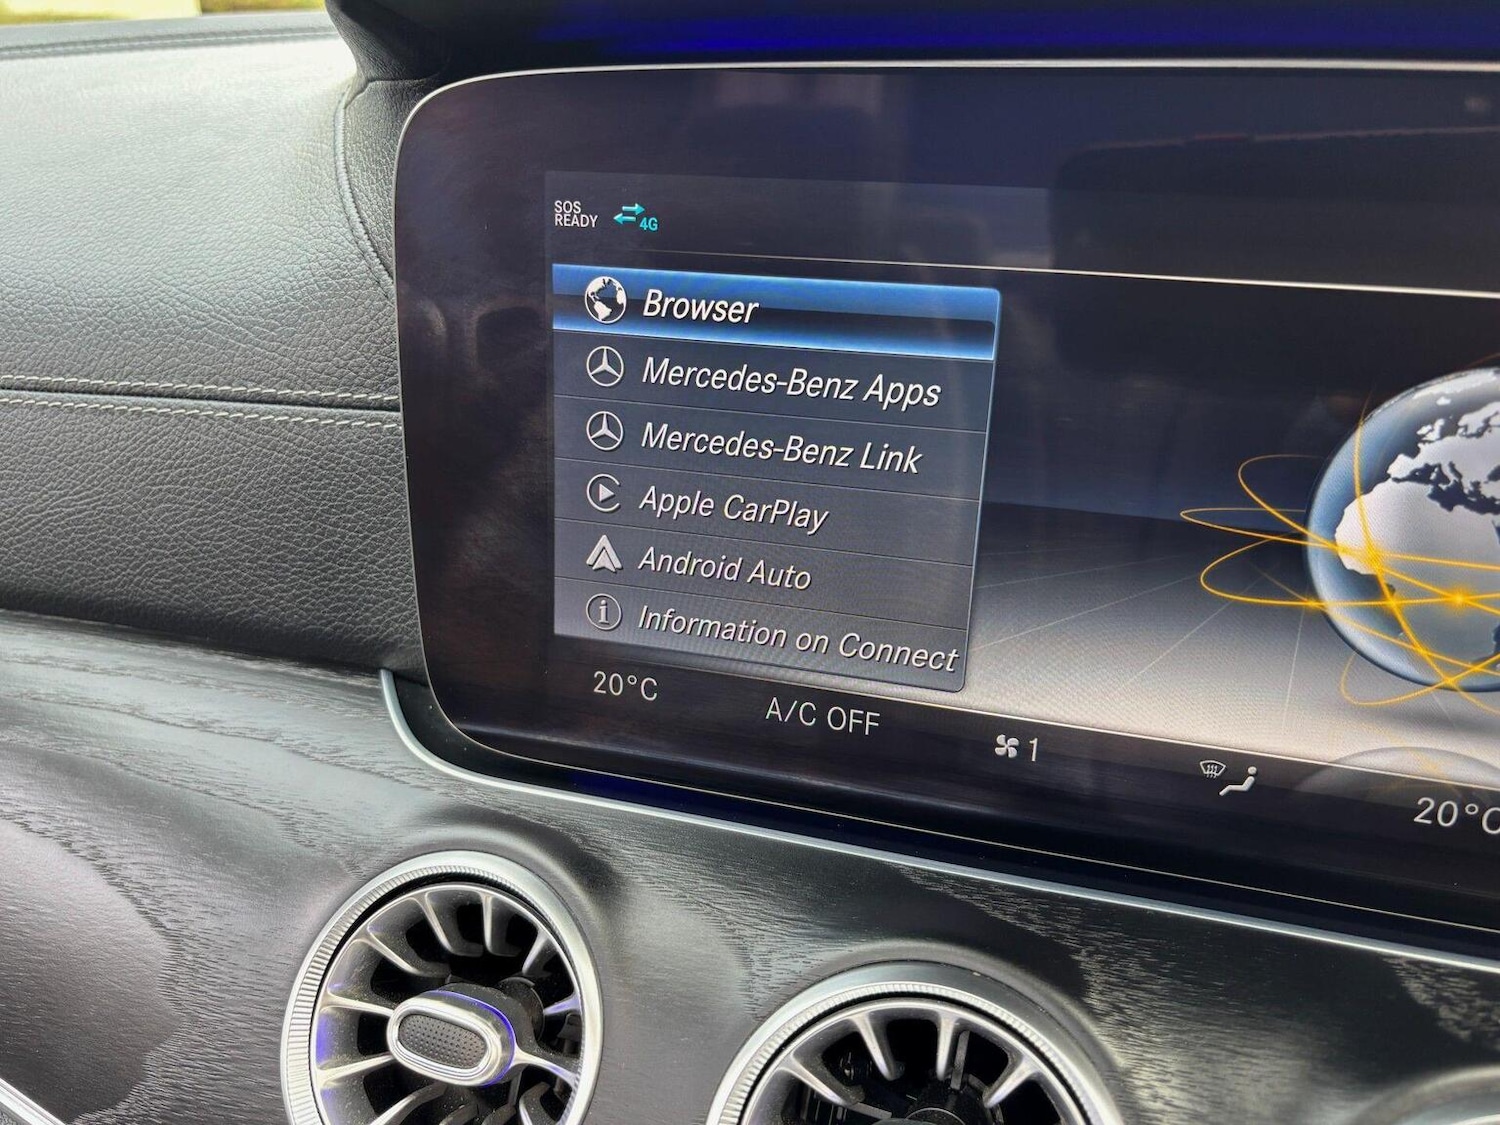 SOS
READY
4G
Browser
Mercedes-Benz Apps
Mercedes-Benz Link
Apple CarPlay
Android Auto
Information on Connect
20°C
A/C OFF
1
20°C